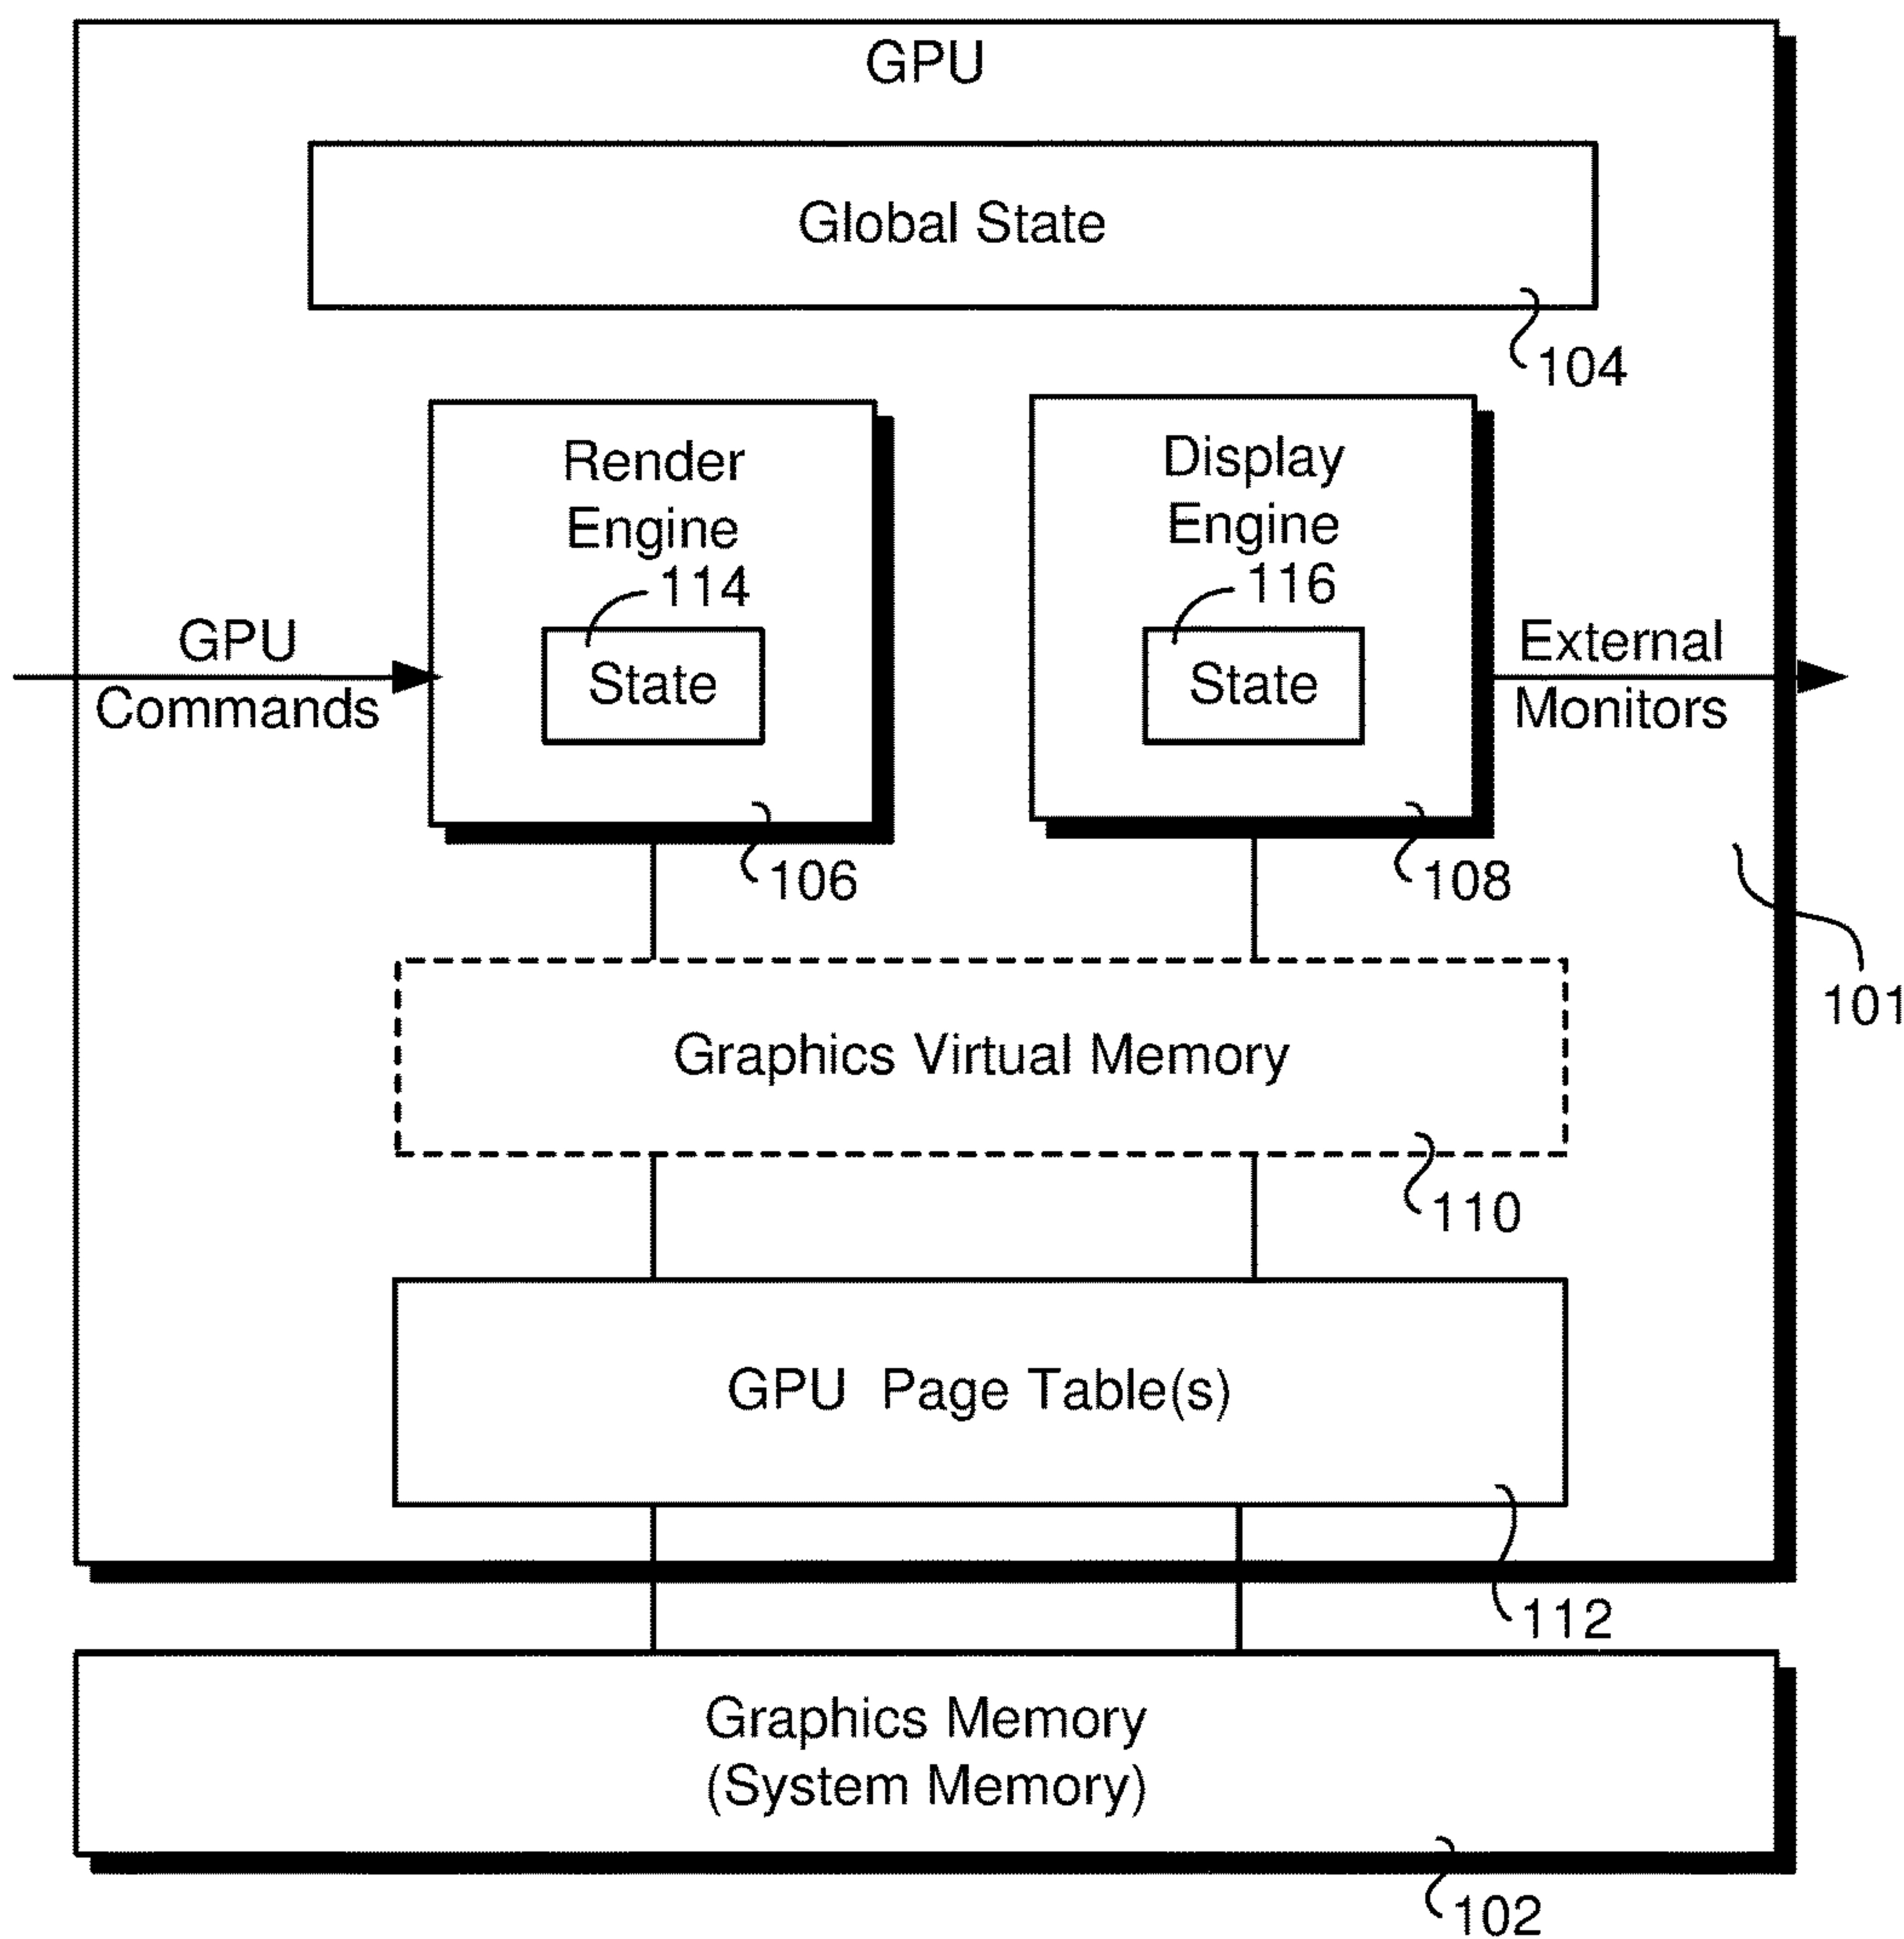 GPU
Global State
104
Render
Engine
114
State
106
Display
Engine
116
State
108
GPU
Commands
External
Monitors
101
Graphics Virtual Memory
110
GPU Page Table(s)
112
Graphics Memory
(System Memory)
102